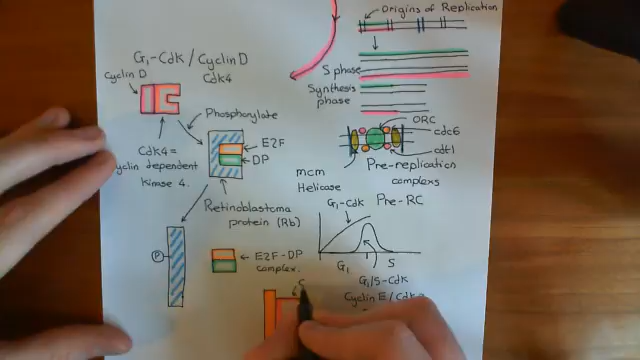 G1-Cdk / Cyclin D
Cdk4
Cyclin D
Phosphorylate
E2F
DP
Cdk4 =
Cyclin dependent
kinase 4.
Retinoblastoma
protein (Rb)
P
E2F-DP
complex.
Origins of Replication
S phase
Synthesis
phase
ORC
cdc6
cdt1
Pre-replication
complexes
Pre-RC
mcm
Helicase
G1-Cdk
G1
S
G1/S-Cdk
Cyclin E/Cdk2